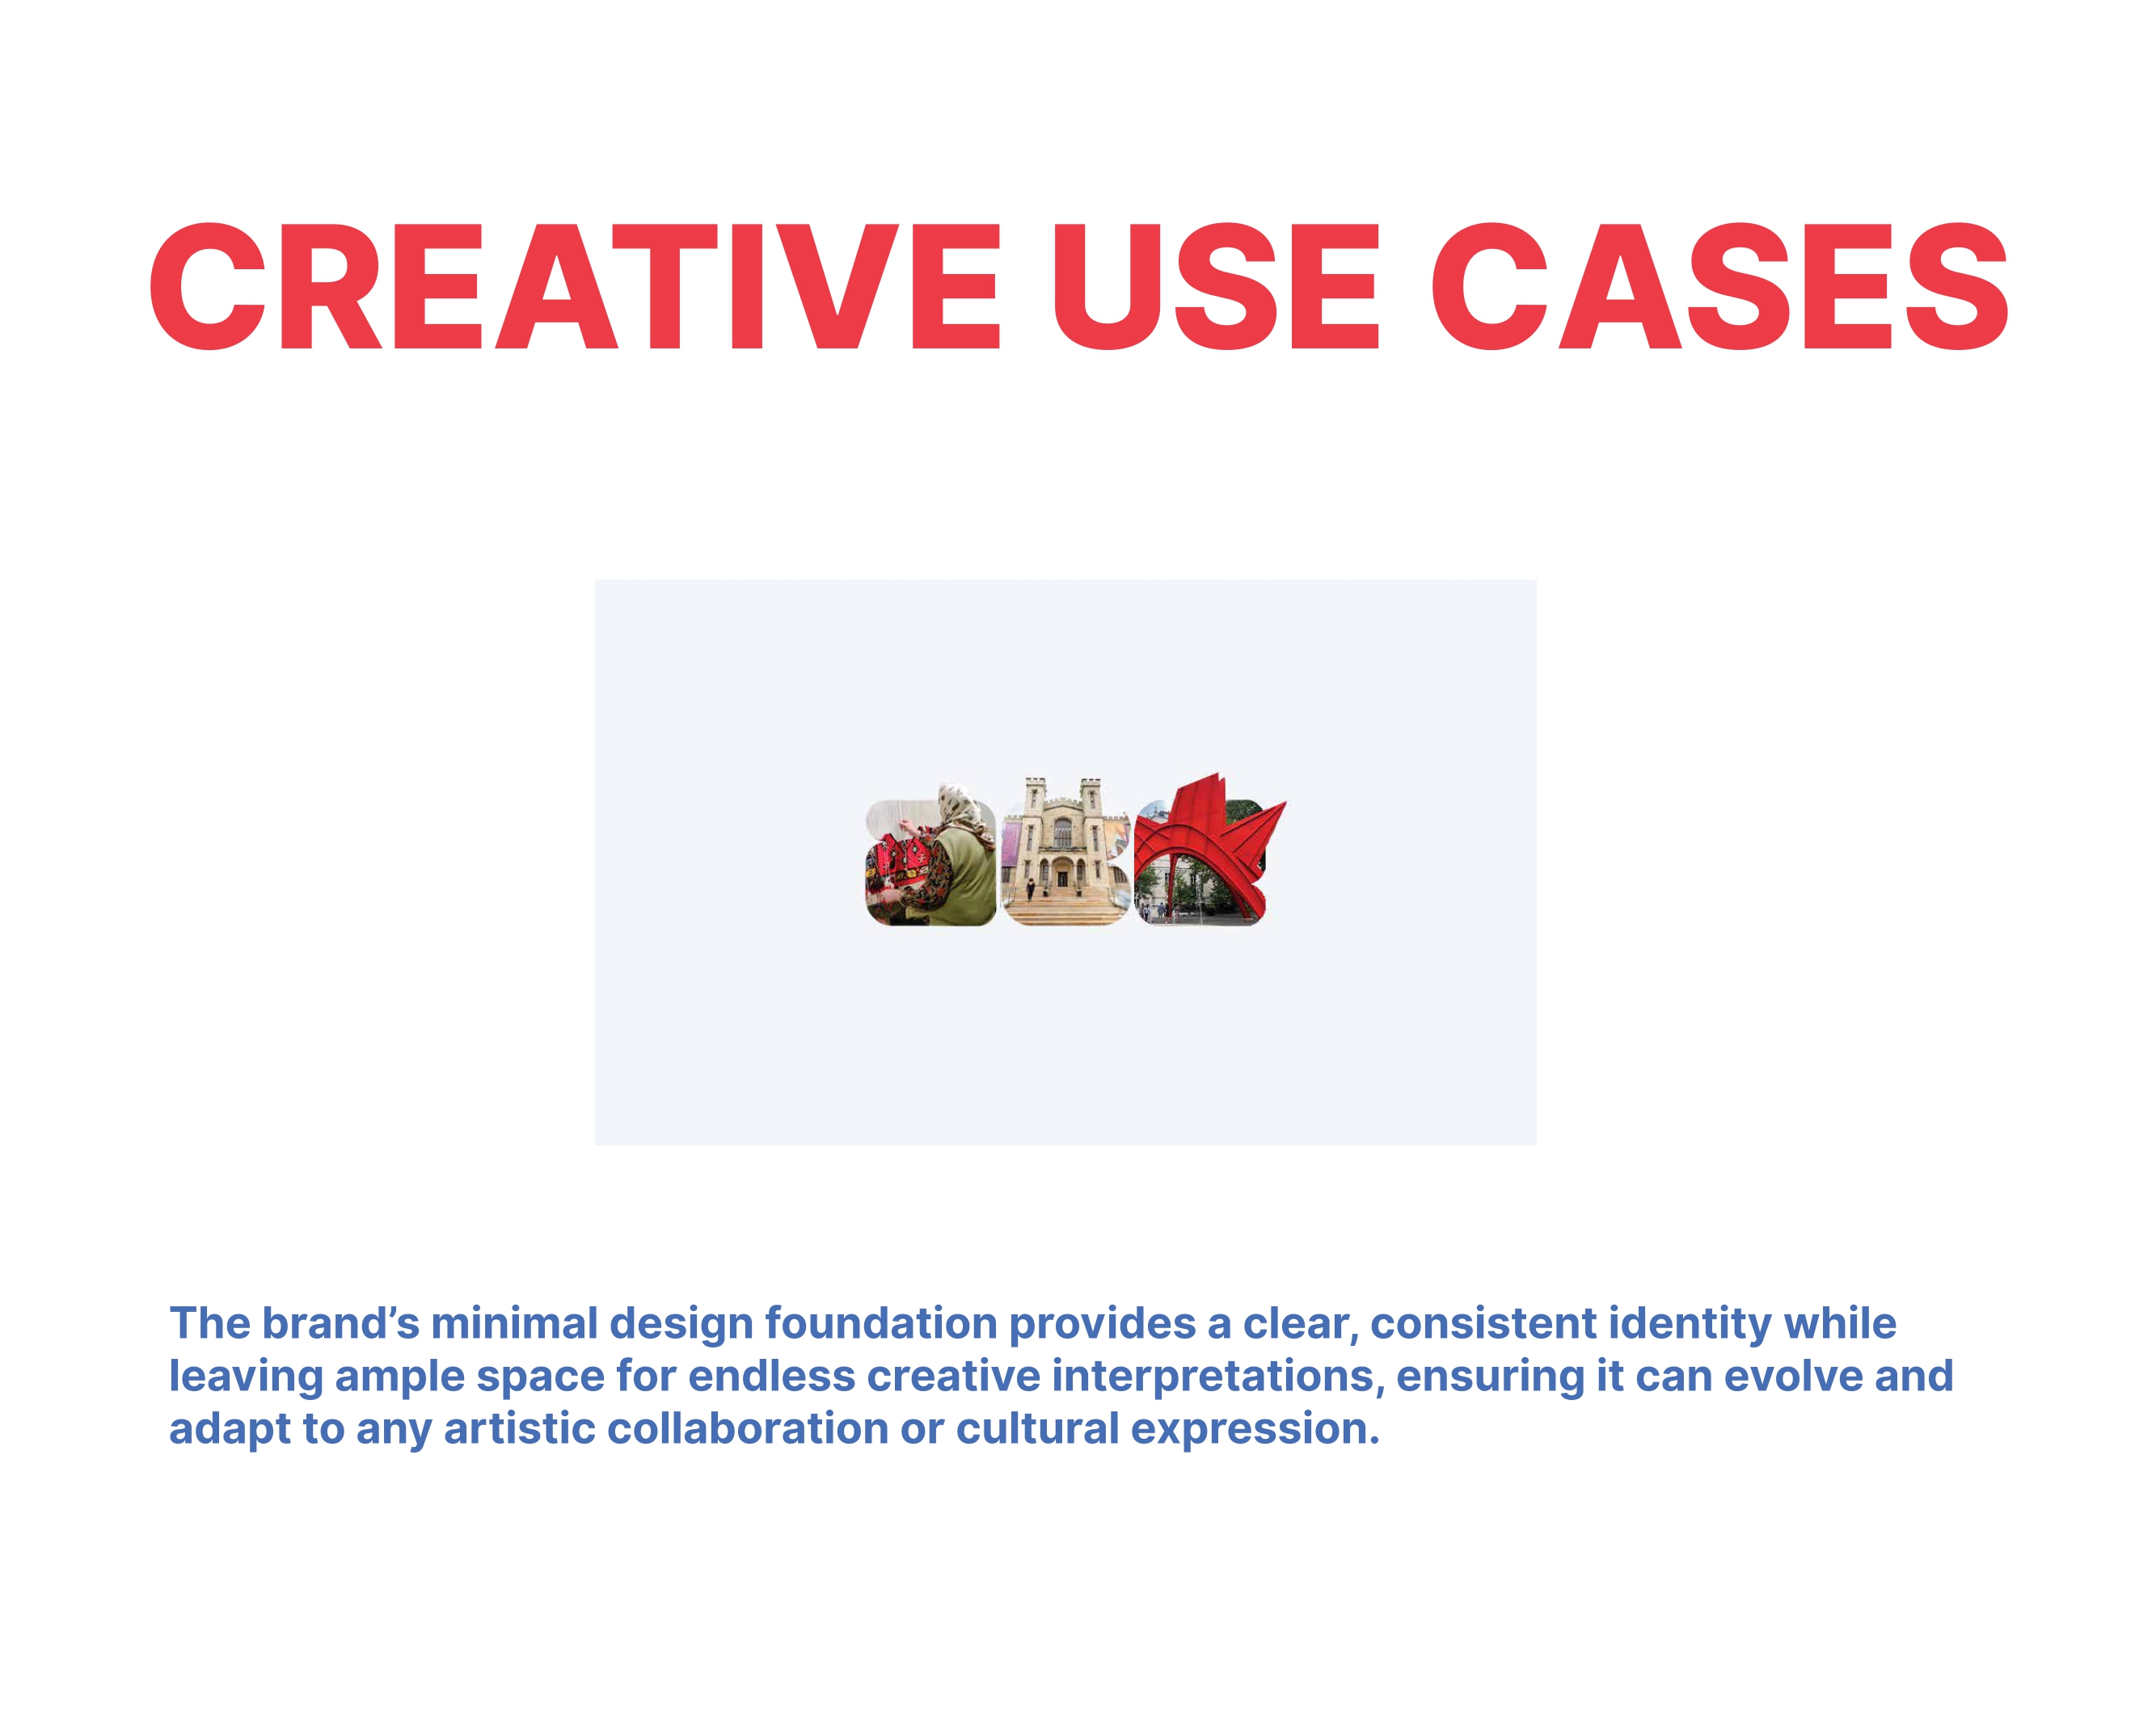 CREATIVE USE CASES
The brand's minimal design foundation provides a clear, consistent identity while
leaving ample space for endless creative interpretations, ensuring it can evolve and
adapt to any artistic collaboration or cultural expression.